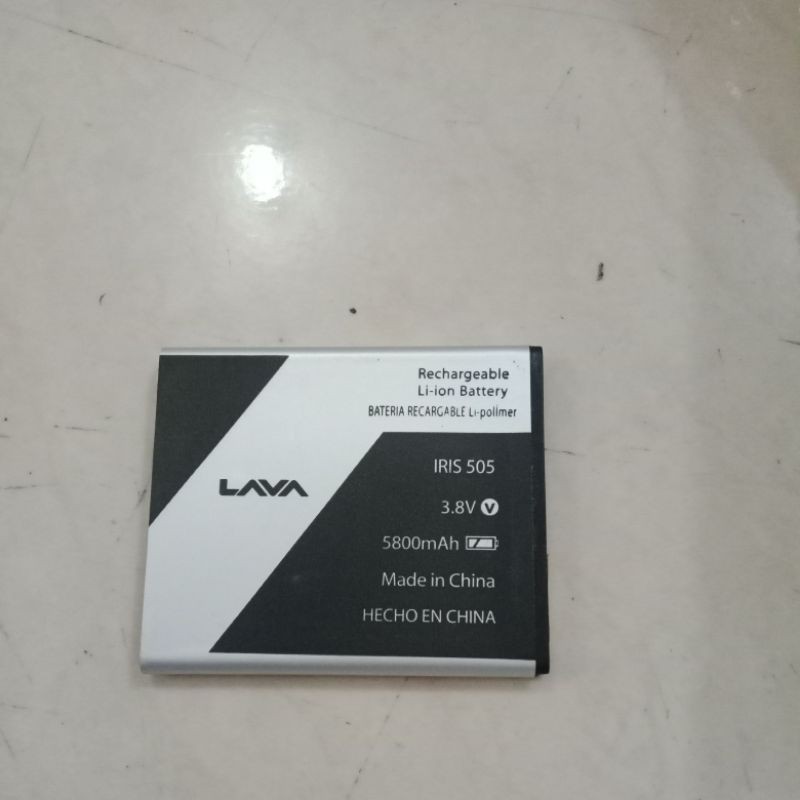 Rechargeable
Li-ion Battery
BATERIA RECARGABLE Li-polimer
LAVA
IRIS 505
3.8V V
5800mAh
Made in China
HECHO EN CHINA